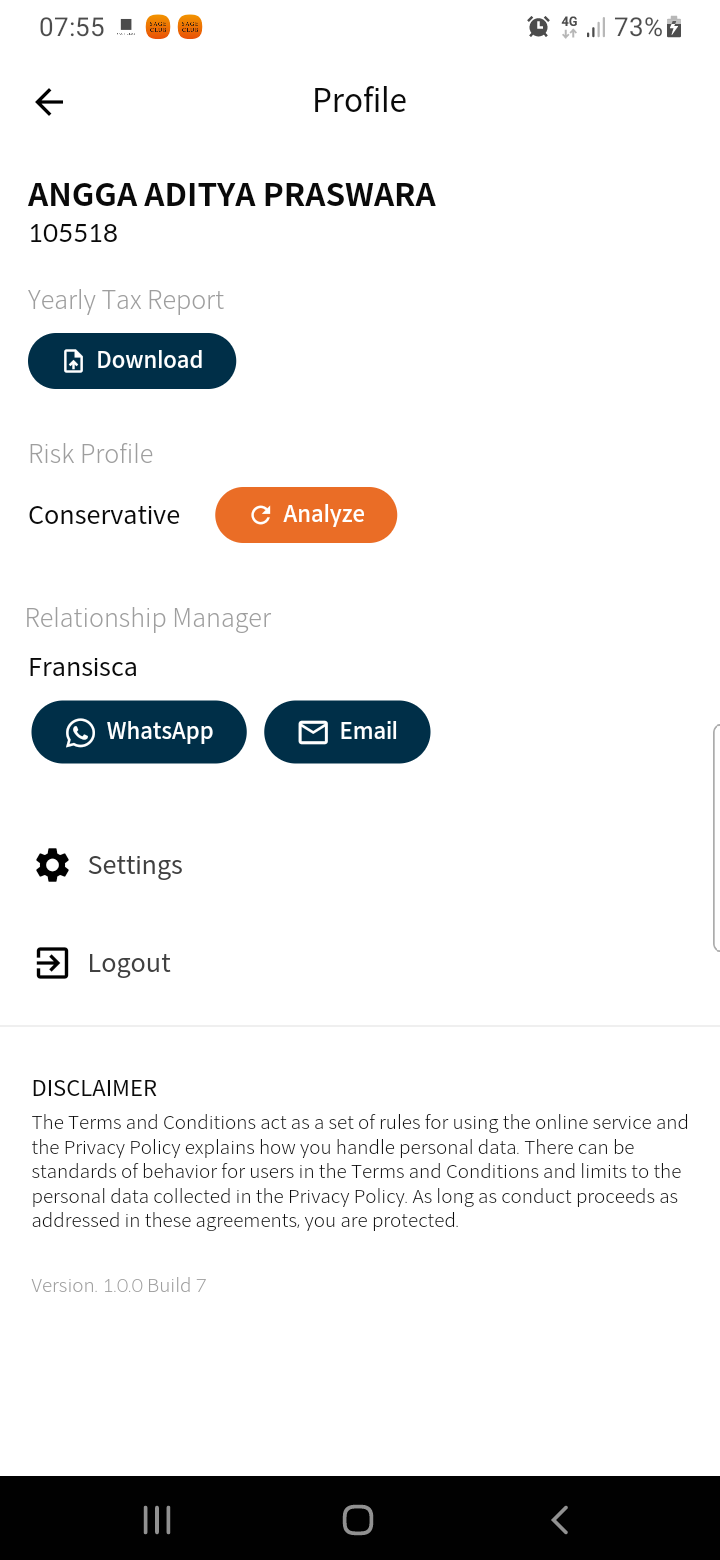 07:55
4G 73%
Profile
ANGGA ADITYA PRASWARA
105518
Yearly Tax Report
Download
Risk Profile
Conservative Analyze
Relationship Manager
Fransisca
WhatsApp Email
Settings
Logout
DISCLAIMER
The Terms and Conditions act as a set of rules for using the online service and
the Privacy Policy explains how you handle personal data. There can be
standards of behavior for users in the Terms and Conditions and limits to the
personal data collected in the Privacy Policy. As long as conduct proceeds as
addressed in these agreements, you are protected.
Version. 1.0.0 Build 7